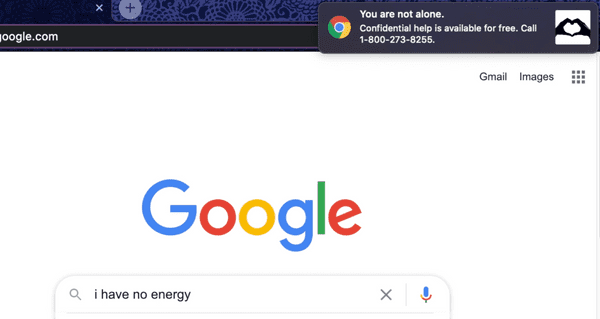 You are not alone.
Confidential help is available for free. Call
1-800-273-8255.
google.com
Gmail Images
Google
i have no energy